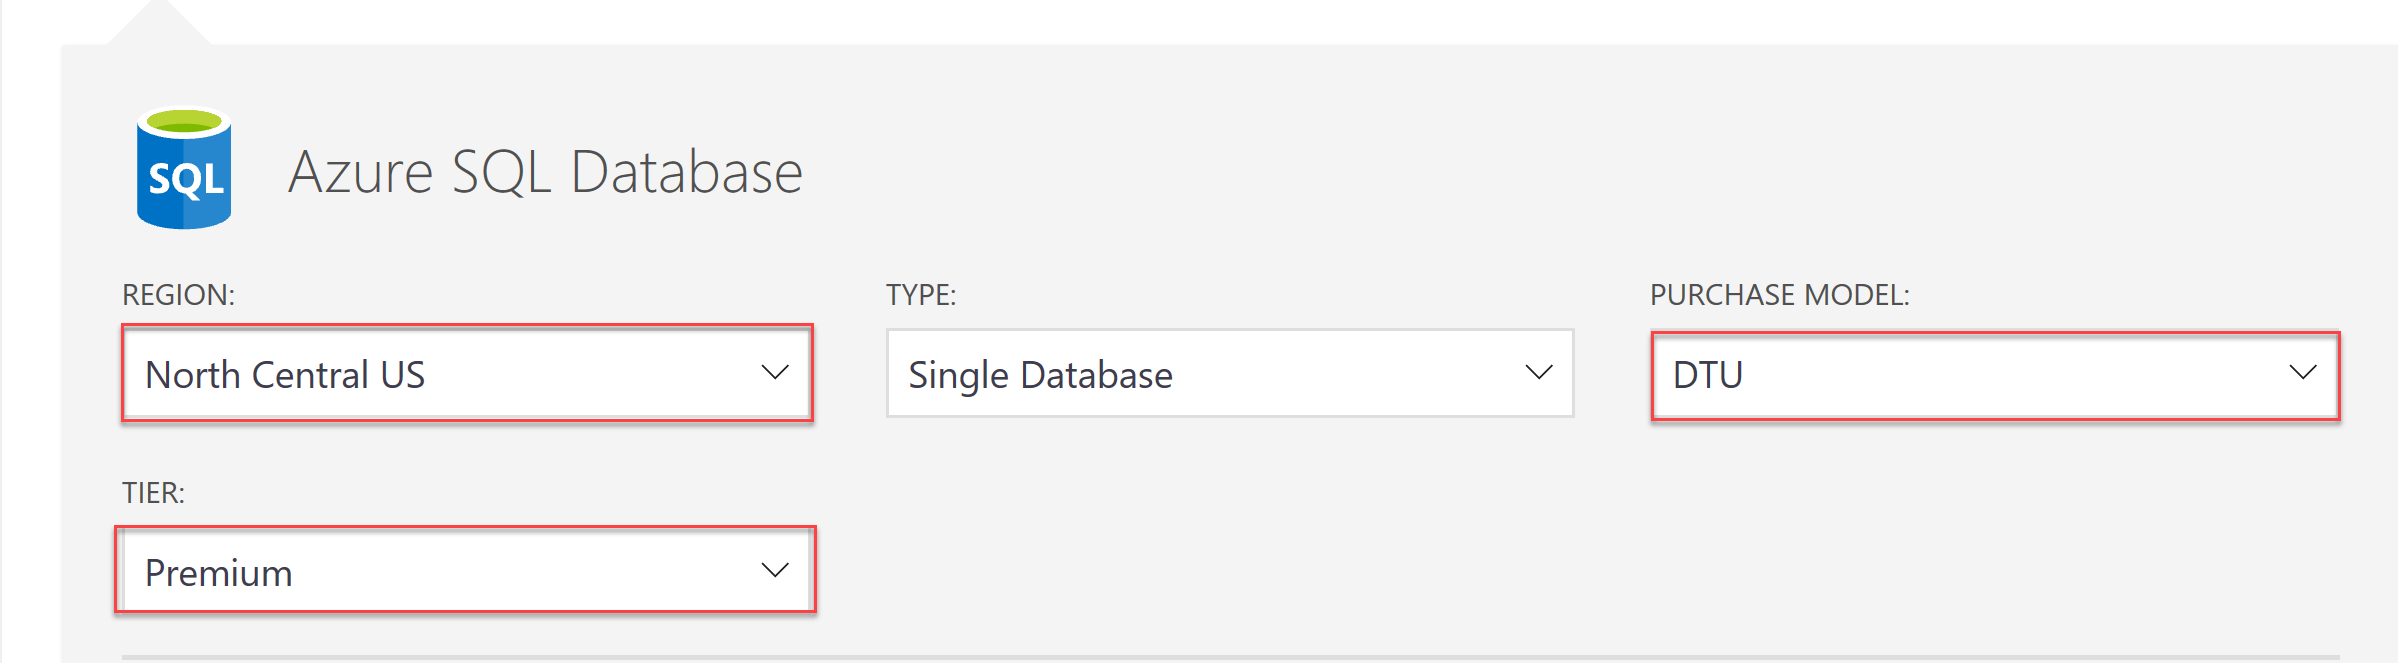 SQL
Azure SQL Database
REGION:
TYPE:
PURCHASE MODEL:
North Central US
Single Database
DTU
TIER:
Premium